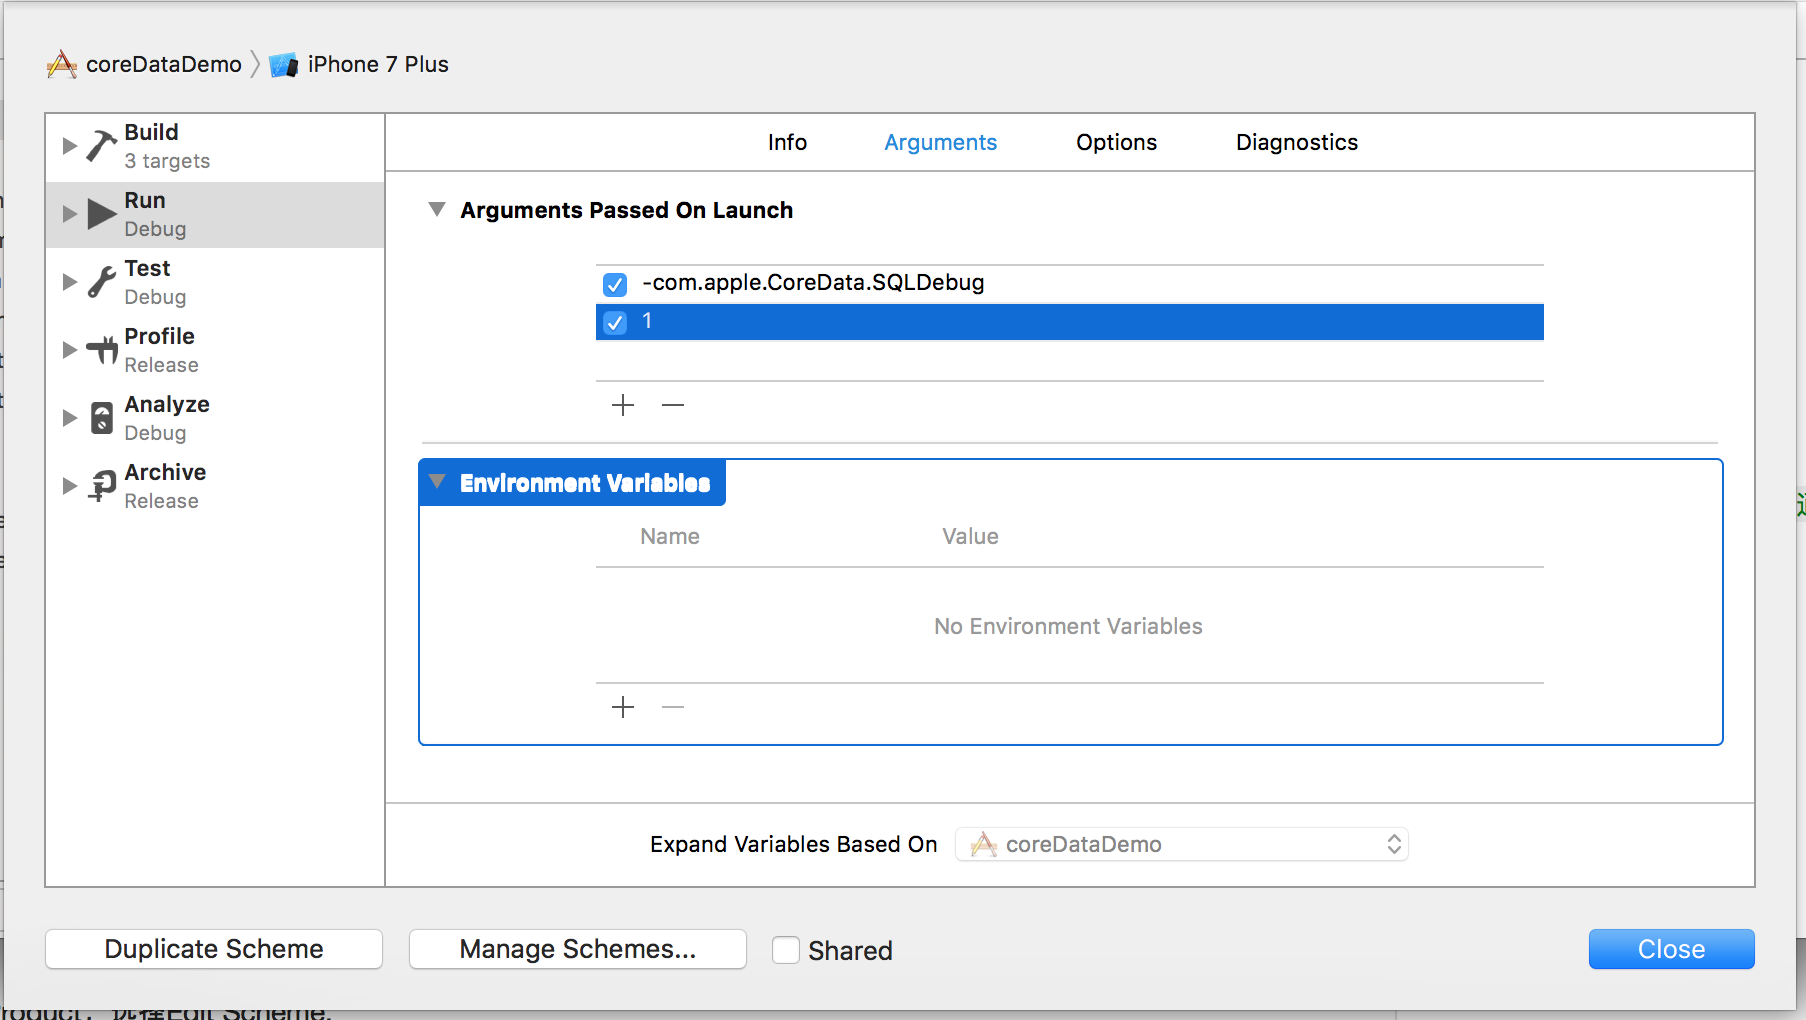 coreDataDemo iPhone 7 Plus
Build
3 targets
Run
Debug
Test
Debug
Profile
Release
Analyze
Debug
Archive
Release
Info Arguments Options Diagnostics
Arguments Passed On Launch
-com.apple.CoreData.SQLDebug
1
Environment Variables
Name Value
No Environment Variables
Expand Variables Based On coreDataDemo
Duplicate Scheme Manage Schemes... Shared Close
Edit Scheme.